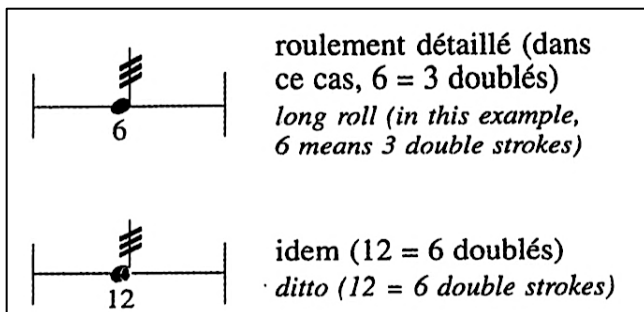 roulement détaillé (dans
ce cas, 6 = 3 doublés)
long roll (in this example,
6 means 3 double strokes)
6
idem (12 = 6 doublés)
ditto (12 = 6 double strokes)
12